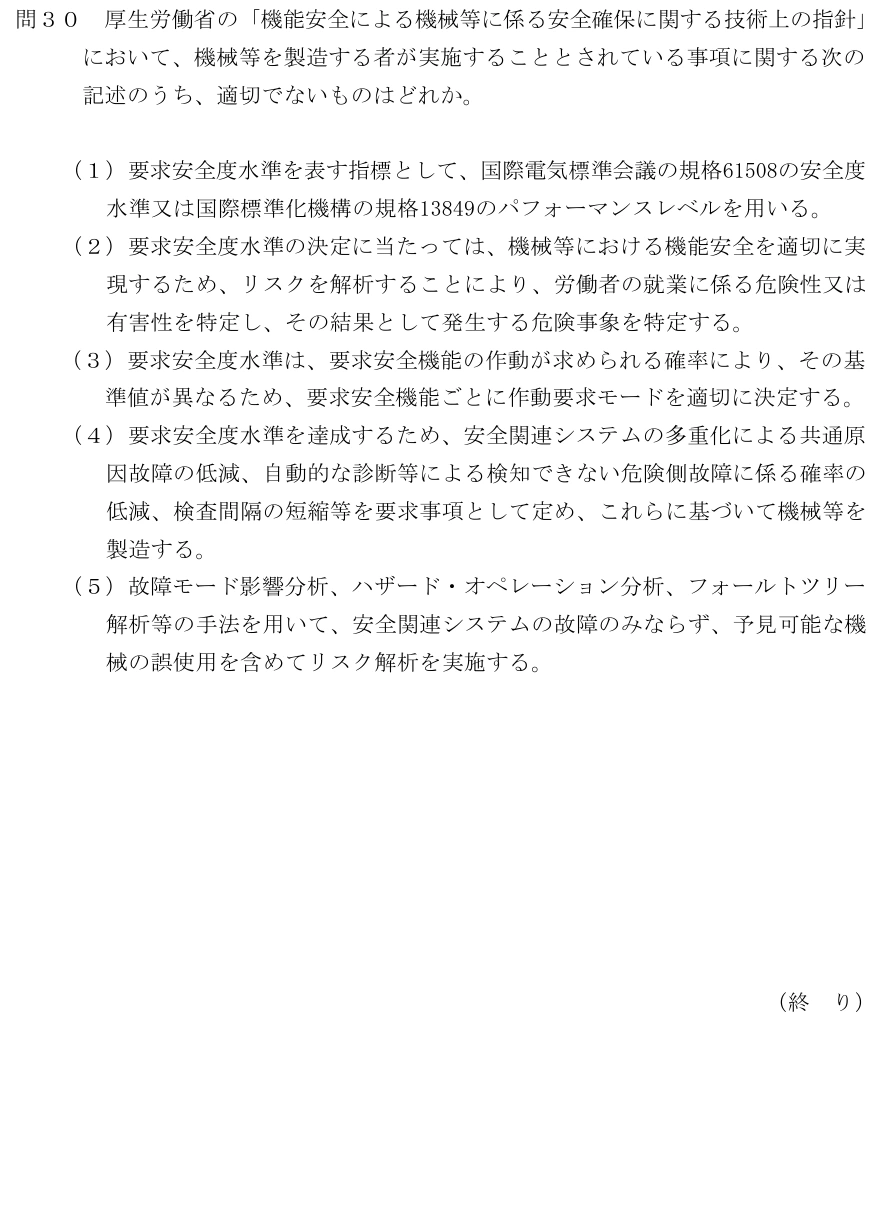 問３０　厚生労働省の「機能安全による機械等に係る安全確保に関する技術上の指針」
において、機械等を製造する者が実施することとされている事項に関する次の
記述のうち、適切でないものはどれか。
（１）要求安全度水準を表す指標として、国際電気標準会議の規格61508の安全度
水準又は国際標準化機構の規格13849のパフォーマンスレベルを用いる。
（２）要求安全度水準の決定に当たっては、機械等における機能安全を適切に実
現するため、リスクを解析することにより、労働者の就業に係る危険性又は
有害性を特定し、その結果として発生する危険事象を特定する。
（３）要求安全度水準は、要求安全機能の作動が求められる確率により、その基
準値が異なるため、要求安全機能ごとに作動要求モードを適切に決定する。
（４）要求安全度水準を達成するため、安全関連システムの多重化による共通原
因故障の低減、自動的な診断等による検知できない危険側故障に係る確率の
低減、検査間隔の短縮等を要求事項として定め、これらに基づいて機械等を
製造する。
（５）故障モード影響分析、ハザード・オペレーション分析、フォールトツリー
解析等の手法を用いて、安全関連システムの故障のみならず、予見可能な機
械の誤使用を含めてリスク解析を実施する。
（終　り）